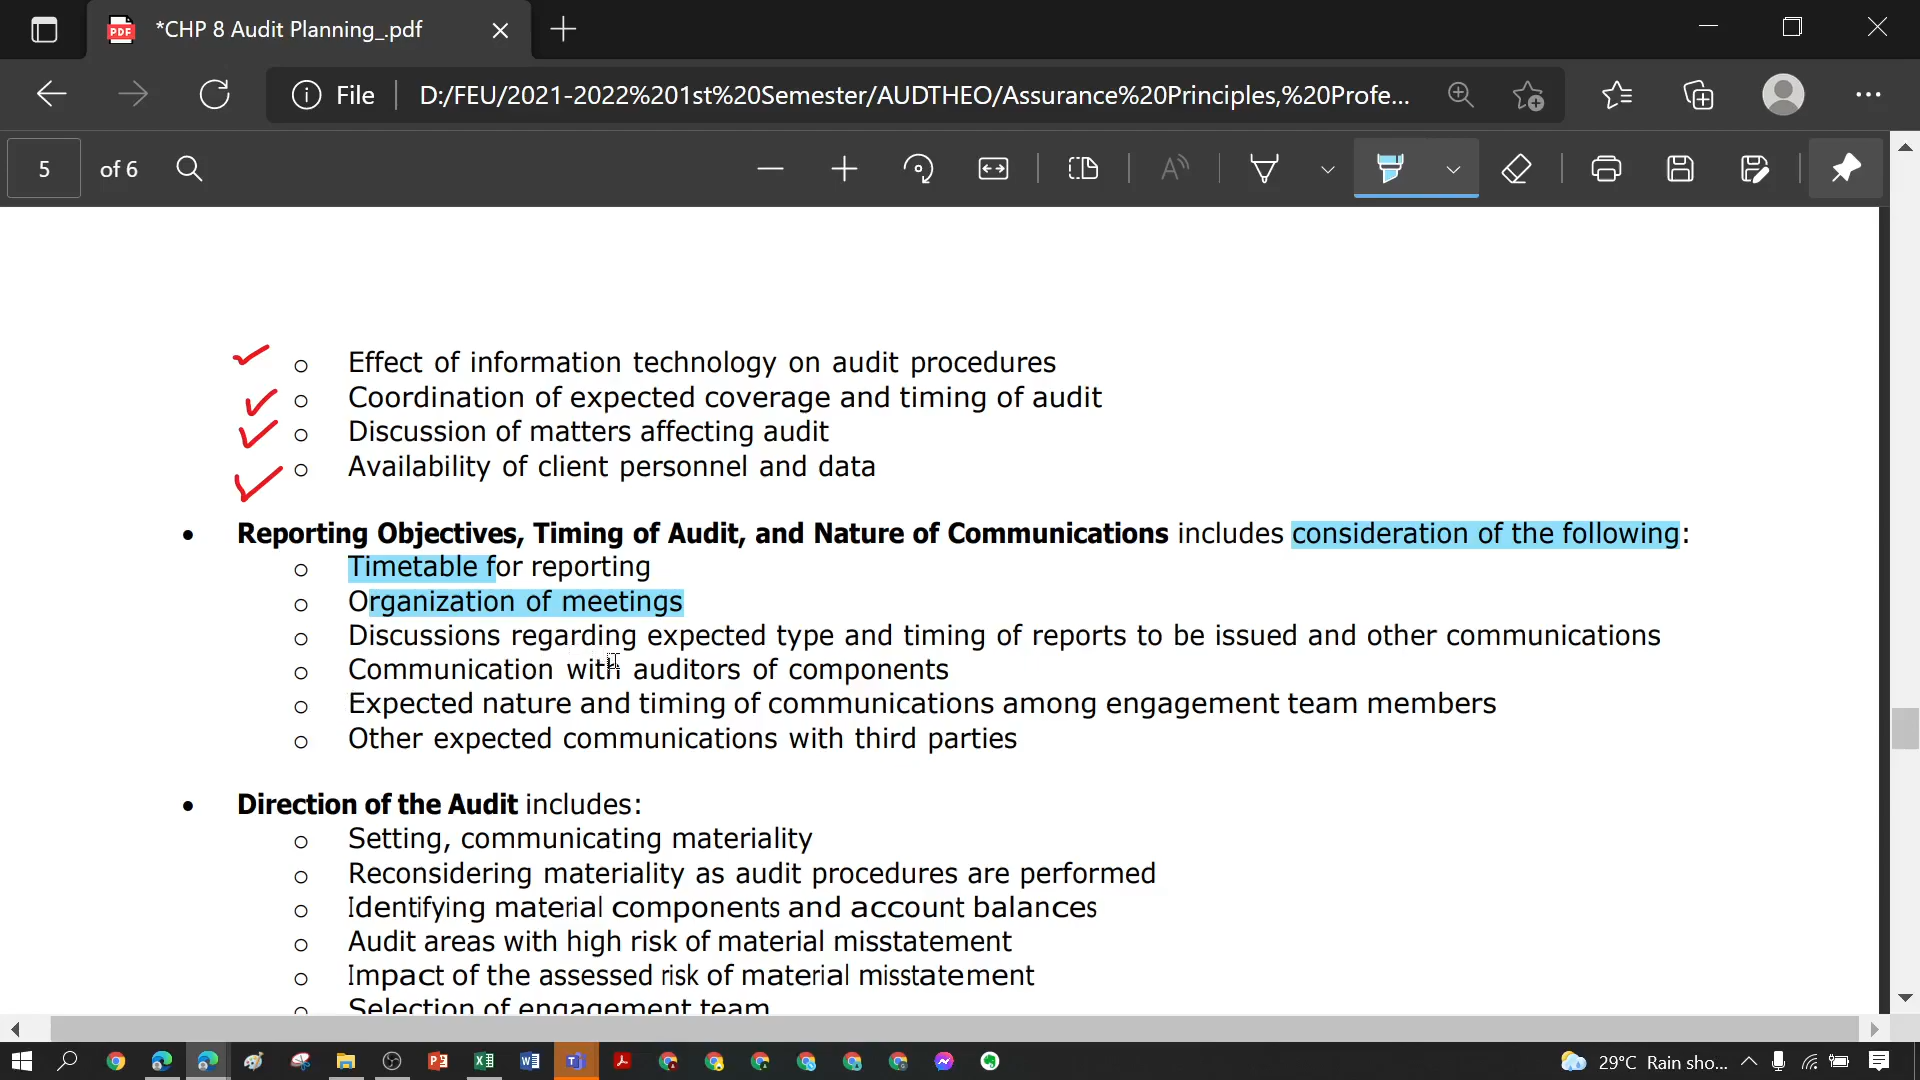 *CHP 8 Audit Planning_.pdf
File
D:/FEU/2021-2022%201st%20Semester/AUDTHEO/Assurance%20Principles,%20Profe...
5 of 6
o Effect of information technology on audit procedures
o Coordination of expected coverage and timing of audit
o Discussion of matters affecting audit
o Availability of client personnel and data
• Reporting Objectives, Timing of Audit, and Nature of Communications includes consideration of the following:
o Timetable for reporting
o Organization of meetings
o Discussions regarding expected type and timing of reports to be issued and other communications
o Communication with auditors of components
o Expected nature and timing of communications among engagement team members
o Other expected communications with third parties
• Direction of the Audit includes:
o Setting, communicating materiality
o Reconsidering materiality as audit procedures are performed
o Identifying material components and account balances
o Audit areas with high risk of material misstatement
o Impact of the assessed risk of material misstatement
o Selection of engagement team
29°C Rain sho...